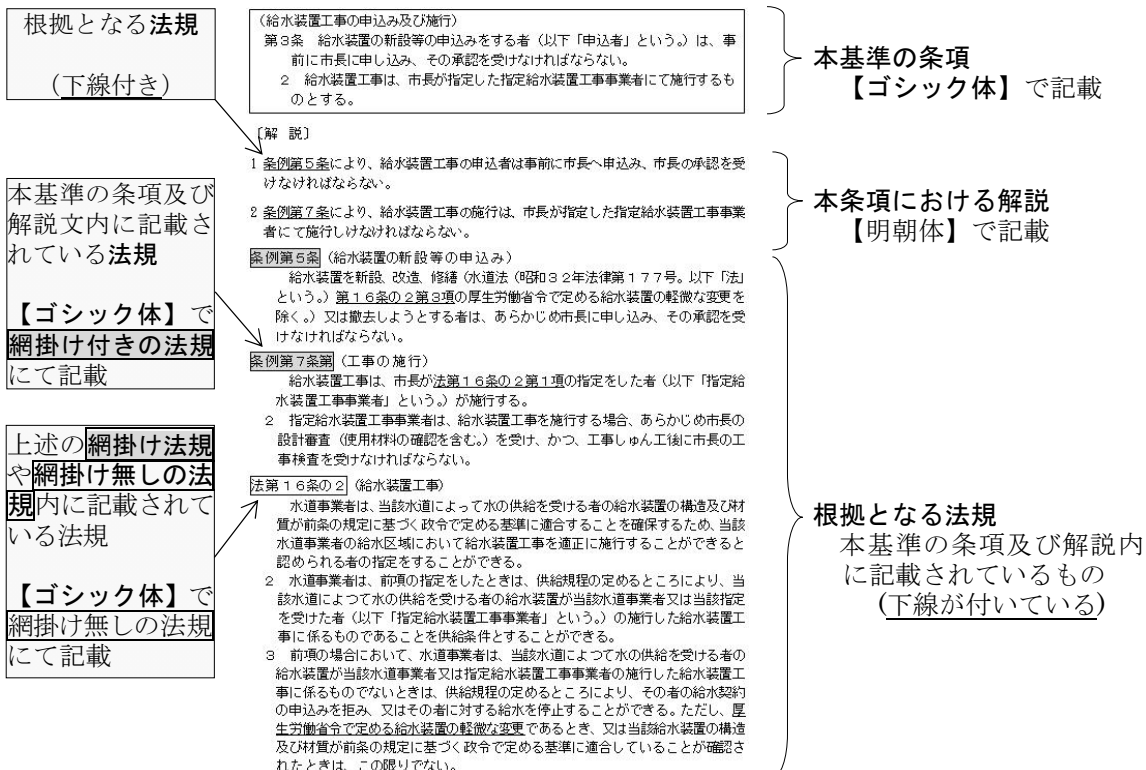 根拠となる法規
(下線付き)
本基準の条項及び
解説文内に記載さ
れている法規
【ゴシック体】で
網掛け付きの法規
にて記載
上述の網掛け法規
や網掛け無しの法
規内に記載されて
いる法規
【ゴシック体】で
網掛け無しの法規
にて記載
（給水装置工事の申込み及び施行）
第３条　給水装置の新設等の申込みをする者（以下「申込者」という。）は、事
前に市長に申し込み、その承認を受けなければならない。
２　給水装置工事は、市長が指定した指定給水装置工事事業者にて施行するも
のとする。
〔解　説〕
1 条例第５条により、給水装置工事の申込者は事前に市長へ申込み、市長の承認を受
けなければならない。
2 条例第７条により、給水装置工事の施行は、市長が指定した指定給水装置工事事業
者にて施行しけなければならない。
条例第５条（給水装置の新設等の申込み）
給水装置を新設、改造、修繕（水道法（昭和３２年法律第１７７号。以下「法」
という。）第１６条の２第３項の厚生労働省令で定める給水装置の軽微な変更を
除く。）又は撤去しようとする者は、あらかじめ市長に申し込み、その承認を受
けなければならない。
条例第７条第（工事の施行）
給水装置工事は、市長が法第１６条の２第１項の指定をした者（以下「指定給
水装置工事事業者」という。）が施行する。
２　指定給水装置工事事業者は、給水装置工事を施行する場合、あらかじめ市長の
設計審査（使用材料の確認を含む。）を受け、かつ、工事しゅん工後に市長の工
事検査を受けなければならない。
法第１６条の２（給水装置工事）
水道事業者は、当該水道によって水の供給を受ける者の給水装置の構造及び材
質が前条の規定に基づく政令で定める基準に適合することを確保するため、当該
水道事業者の給水区域において給水装置工事を適正に施行することができると
認められる者の指定をすることができる。
２　水道事業者は、前項の指定をしたときは、供給規程の定めるところにより、当
該水道によつて水の供給を受ける者の給水装置が当該水道事業者又は当該指定
を受けた者（以下「指定給水装置工事事業者」という。）の施行した給水装置工
事に係るものであることを供給条件とすることができる。
３　前項の場合において、水道事業者は、当該水道によつて水の供給を受ける者の
給水装置が当該水道事業者又は指定給水装置工事事業者の施行した給水装置工
事に係るものでないときは、供給規程の定めるところにより、その者の給水契約
の申込みを拒み、又はその者に対する給水を停止することができる。ただし、厚
生労働省令で定める給水装置の軽微な変更であるとき、又は当該給水装置の構造
及び材質が前条の規定に基づく政令で定める基準に適合していることが確認さ
れたときは、この限りでない。
本基準の条項
【ゴシック体】で記載
本条項における解説
【明朝体】で記載
根拠となる法規
本基準の条項及び解説内
に記載されているもの
(下線が付いている)